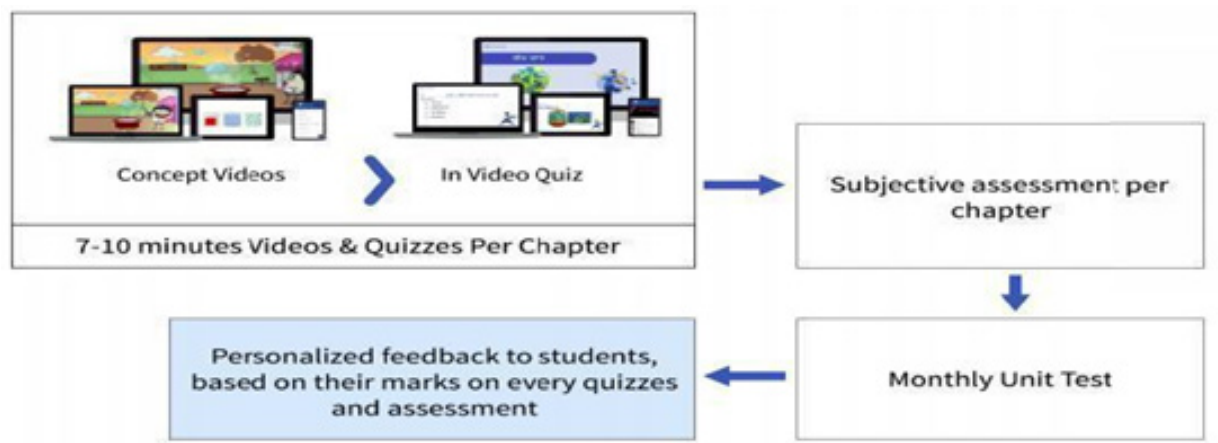 Concept Videos
In Video Quiz
7-10 minutes Videos & Quizzes Per Chapter
Subjective assessment per
chapter
Monthly Unit Test
Personalized feedback to students,
based on their marks on every quizzes
and assessment